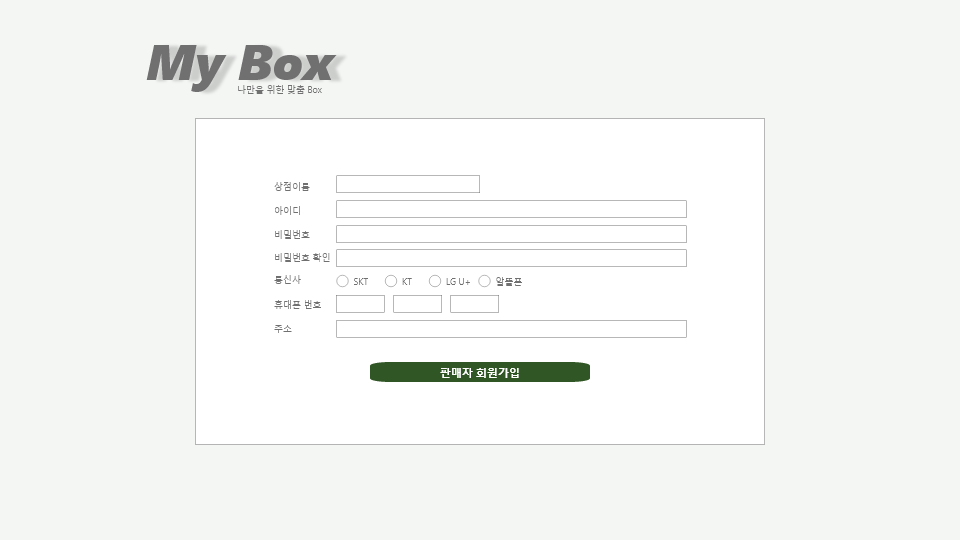 My Box
나만을 위한 맞춤 Box
상점이름
아이디
비밀번호
비밀번호 확인
통신사 SKT KT LG U+ 알뜰폰
휴대폰 번호
주소
판매자 회원가입